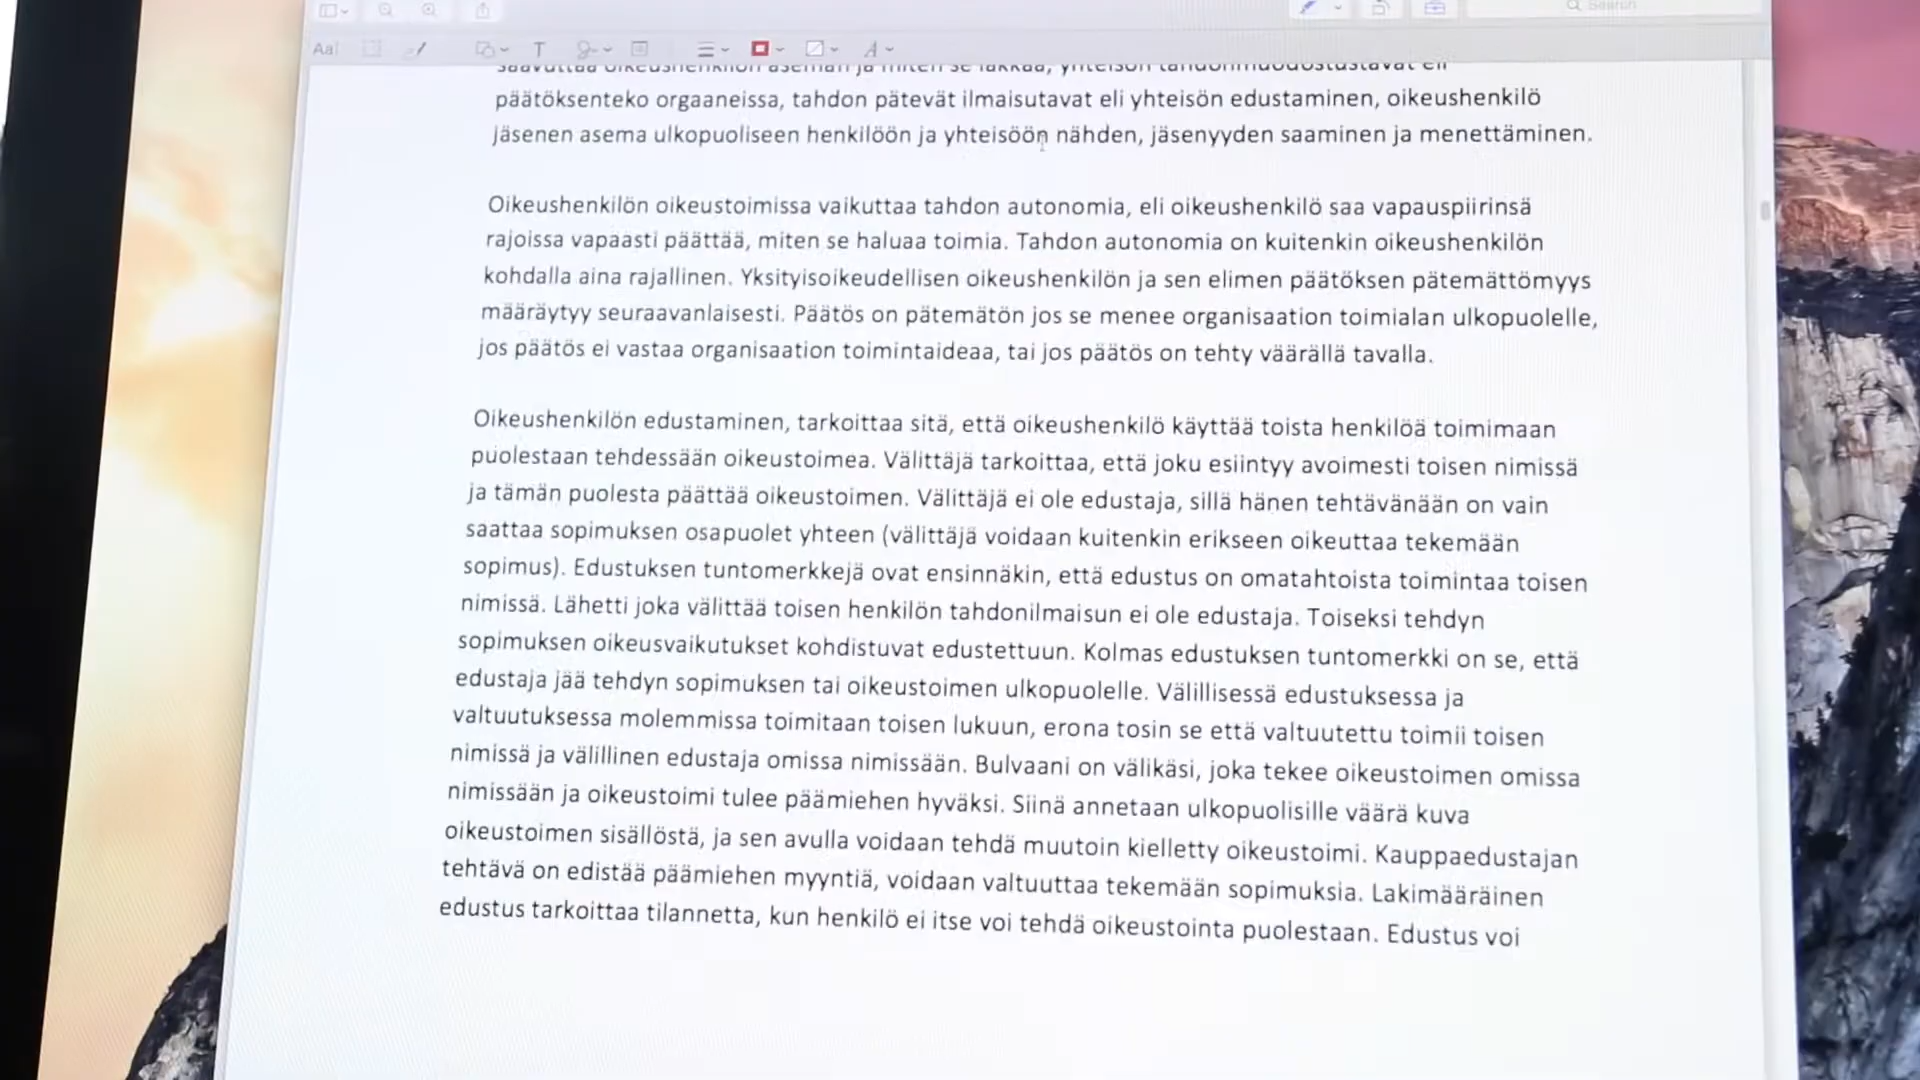 Search
AaI
T
A
saavuttaa oikeushenkilön aseman ja miten se lakkaa, yhteisön tahdonmuodostustavat eli
päätöksenteko orgaaneissa, tahdon pätevät ilmaisutavat eli yhteisön edustaminen, oikeushenkilö
jäsenen asema ulkopuoliseen henkilöön ja yhteisöön nähden, jäsenyyden saaminen ja menettäminen.
Oikeushenkilön oikeustoimissa vaikuttaa tahdon autonomia, eli oikeushenkilö saa vapauspiirinsä
rajoissa vapaasti päättää, miten se haluaa toimia. Tahdon autonomia on kuitenkin oikeushenkilön
kohdalla aina rajallinen. Yksityisoikeudellisen oikeushenkilön ja sen elimen päätöksen pätemättömyys
määräytyy seuraavanlaisesti. Päätös on pätemätön jos se menee organisaation toimialan ulkopuolelle,
jos päätös ei vastaa organisaation toimintaideaa, tai jos päätös on tehty väärällä tavalla.
Oikeushenkilön edustaminen, tarkoittaa sitä, että oikeushenkilö käyttää toista henkilöä toimimaan
puolestaan tehdessään oikeustoimea. Välittäjä tarkoittaa, että joku esiintyy avoimesti toisen nimissä
ja tämän puolesta päättää oikeustoimen. Välittäjä ei ole edustaja, sillä hänen tehtävänään on vain
saattaa sopimuksen osapuolet yhteen (välittäjä voidaan kuitenkin erikseen oikeuttaa tekemään
sopimus). Edustuksen tuntomerkkejä ovat ensinnäkin, että edustus on omatahtoista toimintaa toisen
nimissä. Lähetti joka välittää toisen henkilön tahdonilmaisun ei ole edustaja. Toiseksi tehdyn
sopimuksen oikeusvaikutukset kohdistuvat edustettuun. Kolmas edustuksen tuntomerkki on se, että
edustaja jää tehdyn sopimuksen tai oikeustoimen ulkopuolelle. Välillisessä edustuksessa ja
valtuutuksessa molemmissa toimitaan toisen lukuun, erona tosin se että valtuutettu toimii toisen
nimissä ja välillinen edustaja omissa nimissään. Bulvaani on välikäsi, joka tekee oikeustoimen omissa
nimissään ja oikeustoimi tulee päämiehen hyväksi. Siinä annetaan ulkopuolisille väärä kuva
oikeustoimen sisällöstä, ja sen avulla voidaan tehdä muutoin kielletty oikeustoimi. Kauppaedustajan
tehtävä on edistää päämiehen myyntiä, voidaan valtuuttaa tekemään sopimuksia. Lakimääräinen
edustus tarkoittaa tilannetta, kun henkilö ei itse voi tehdä oikeustointa puolestaan. Edustus voi